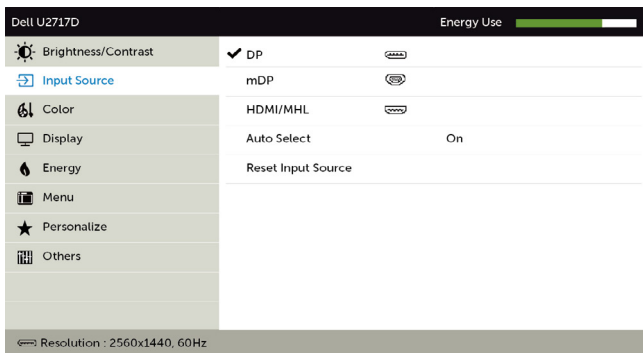 Dell U2717D Energy Use
Brightness/Contrast
Input Source
Color
Display
Energy
Menu
Personalize
Others
DP
mDP
HDMI/MHL
Auto Select On
Reset Input Source
Resolution : 2560x1440, 60Hz